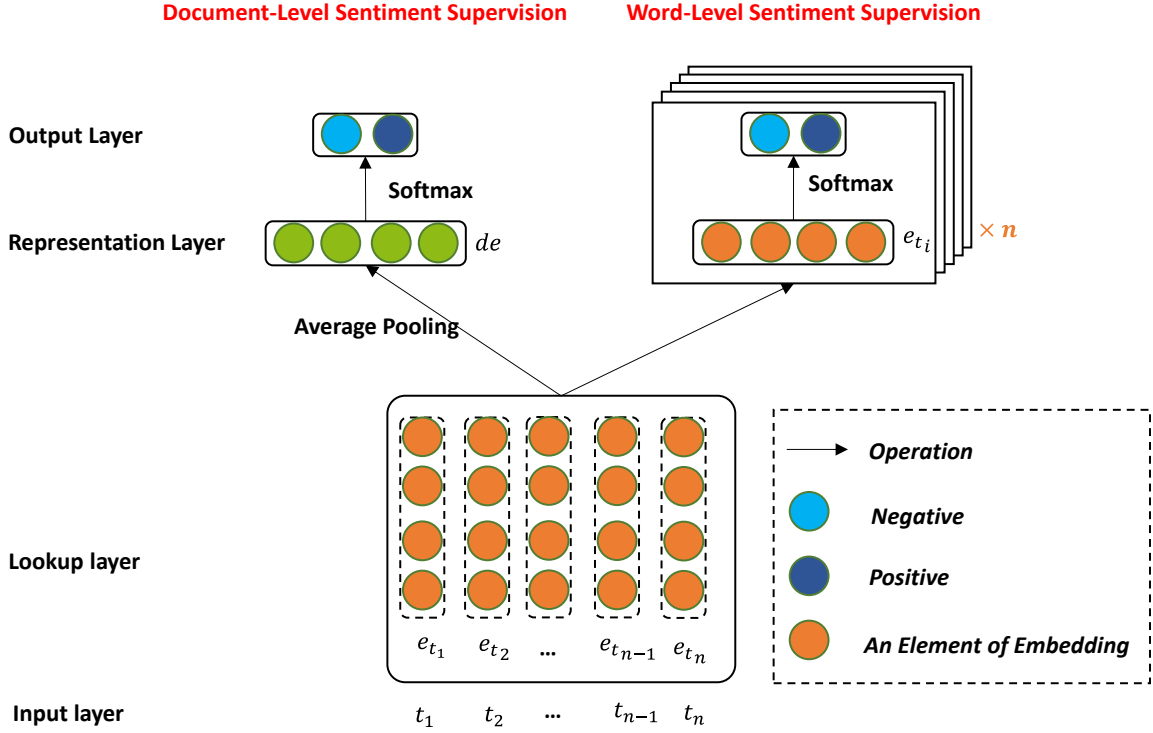 Document-Level Sentiment Supervision
Word-Level Sentiment Supervision
Output Layer
Softmax
Softmax
Representation Layer
de
e_{t_i}
× n
Average Pooling
Operation
Negative
Lookup layer
Positive
An Element of Embedding
e_{t_1} e_{t_2} ... e_{t_{n-1}} e_{t_n}
Input layer
t_1 t_2 ... t_{n-1} t_n